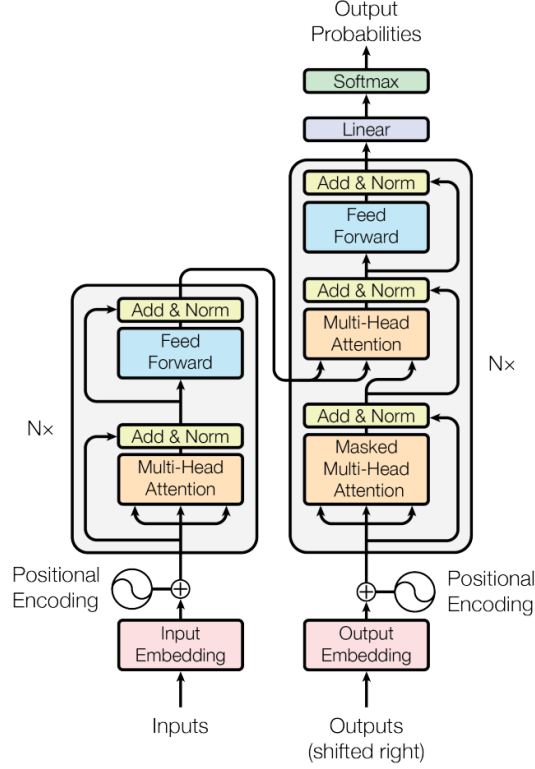 Output
Probabilities
Softmax
Linear
Add & Norm
Feed
Forward
Add & Norm
Multi-Head
Attention
Add & Norm
Masked
Multi-Head
Attention
Nx
Add & Norm
Feed
Forward
Add & Norm
Multi-Head
Attention
Nx
Positional
Encoding
Positional
Encoding
Input
Embedding
Output
Embedding
Inputs
Outputs
(shifted right)